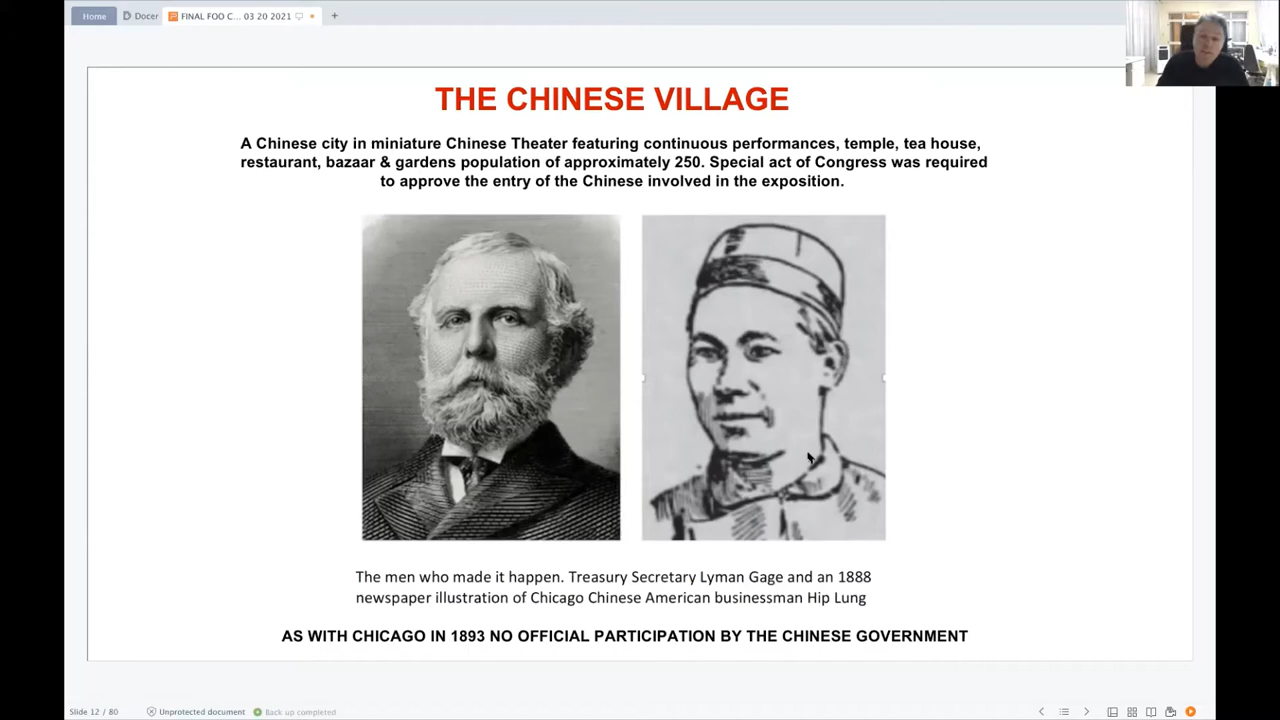 Home
Docer
FINAL FOO C... 03 20 2021
THE CHINESE VILLAGE
A Chinese city in miniature Chinese Theater featuring continuous performances, temple, tea house,
restaurant, bazaar & gardens population of approximately 250. Special act of Congress was required
to approve the entry of the Chinese involved in the exposition.
The men who made it happen. Treasury Secretary Lyman Gage and an 1888
newspaper illustration of Chicago Chinese American businessman Hip Lung
AS WITH CHICAGO IN 1893 NO OFFICIAL PARTICIPATION BY THE CHINESE GOVERNMENT
Slide 12 / 80
Unprotected document
Back up completed